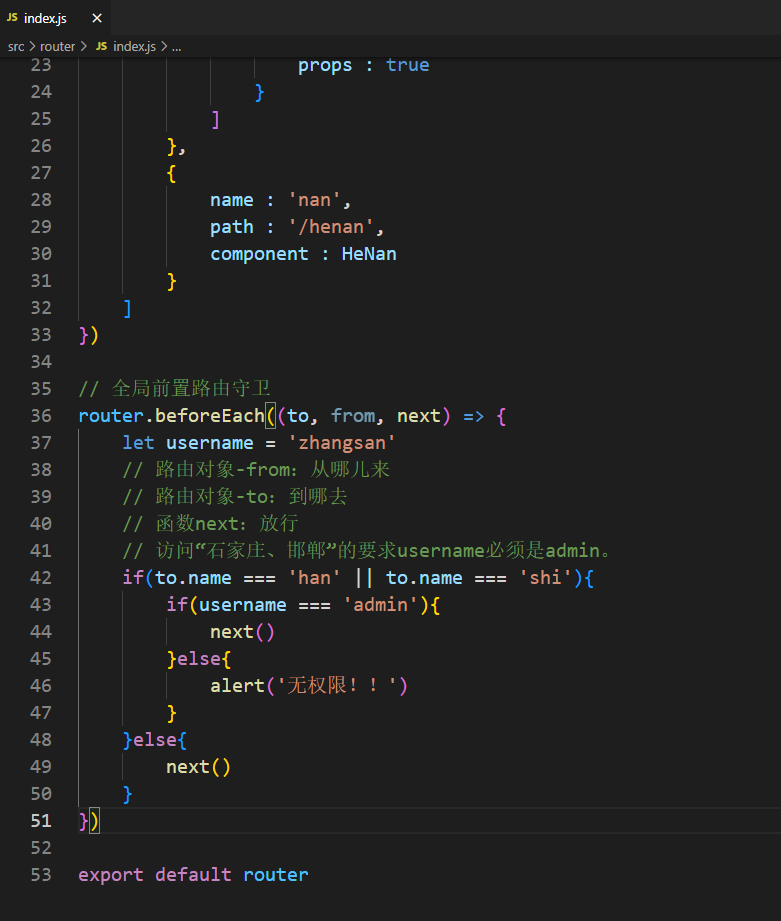 JS index.js ×
src > router > JS index.js > ...
23 props : true
24 }
25 ]
26 },
27 {
28 name : 'nan',
29 path : '/henan',
30 component : HeNan
31 }
32 ]
33 })
34
35 // 全局前置路由守卫
36 router.beforeEach((to, from, next) => {
37 let username = 'zhangsan'
38 // 路由对象-from：从哪儿来
39 // 路由对象-to：到哪去
40 // 函数next：放行
41 // 访问“石家庄、邯郸”的要求username必须是admin。
42 if(to.name === 'han' || to.name === 'shi'){
43 if(username === 'admin'){
44 next()
45 }else{
46 alert('无权限！！')
47 }
48 }else{
49 next()
50 }
51 })
52
53 export default router